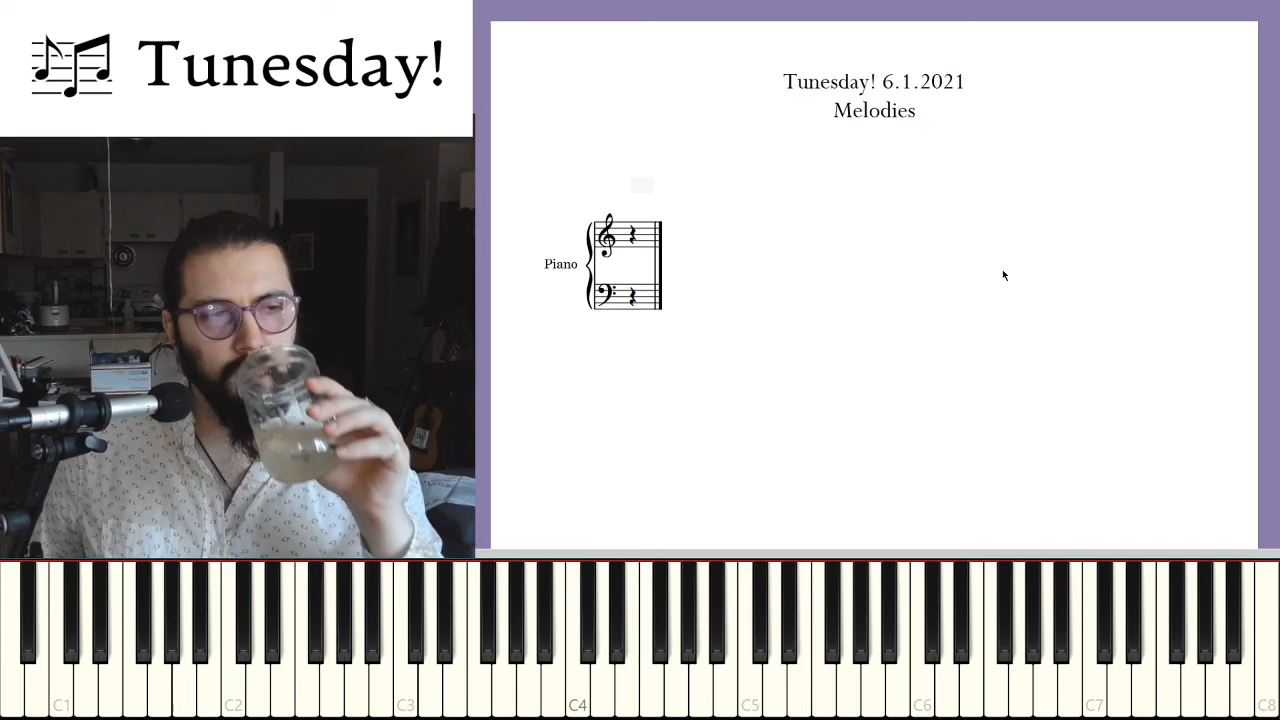 Tunesday!
Tunesday! 6.1.2021
Melodies
Piano
C1 C2 C3 C4 C5 C6 C7 C8